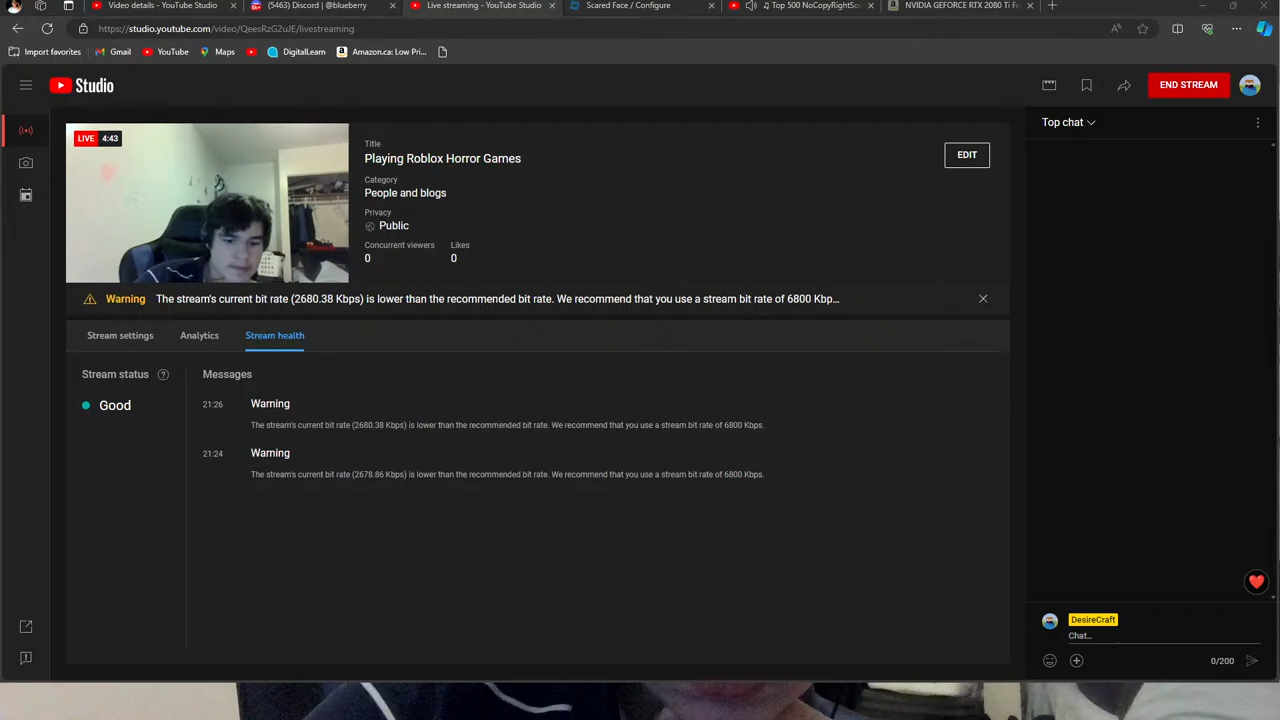 Video details - YouTube Studio
(5463) Discord | @blueberry
Live streaming - YouTube Studio
Scared Face / Configure
♫ Top 500 NoCopyRightSo
NVIDIA GEFORCE RTX 2080 Ti Fo
https://studio.youtube.com/video/QeesRzG2uJE/livestreaming
Import favorites
Gmail
YouTube
Maps
DigitalLearn
Amazon.ca: Low Pri...
Studio
END STREAM
LIVE 4:43
Title
Playing Roblox Horror Games
EDIT
Category
People and blogs
Privacy
Public
Concurrent viewers
Likes
0
0
Warning The stream's current bit rate (2680.38 Kbps) is lower than the recommended bit rate. We recommend that you use a stream bit rate of 6800 Kbp...
Stream settings
Analytics
Stream health
Stream status
Good
Messages
21:26 Warning
The stream's current bit rate (2680.38 Kbps) is lower than the recommended bit rate. We recommend that you use a stream bit rate of 6800 Kbps.
21:24 Warning
The stream's current bit rate (2678.86 Kbps) is lower than the recommended bit rate. We recommend that you use a stream bit rate of 6800 Kbps.
Top chat
DesireCraft
Chat...
0/200